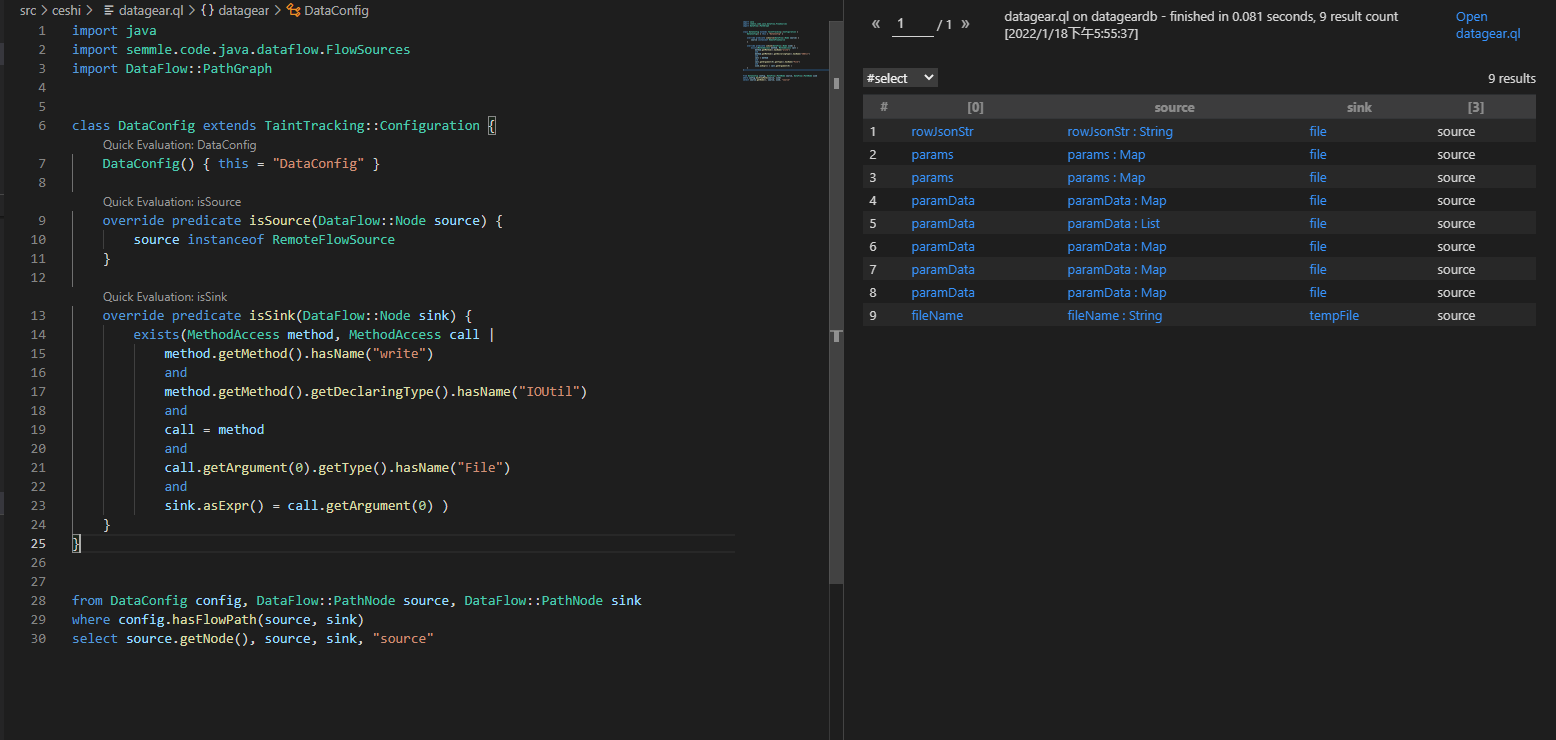 src > ceshi > datagear.ql > {} datagear > DataConfig
1 import java
2 import semmle.code.java.dataflow.FlowSources
3 import DataFlow::PathGraph
4
5
6 class DataConfig extends TaintTracking::Configuration {
Quick Evaluation: DataConfig
7 DataConfig() { this = "DataConfig" }
8
Quick Evaluation: isSource
9 override predicate isSource(DataFlow::Node source) {
10 source instanceof RemoteFlowSource
11 }
12
Quick Evaluation: isSink
13 override predicate isSink(DataFlow::Node sink) {
14 exists(MethodAccess method, MethodAccess call |
15 method.getMethod().hasName("write")
16 and
17 method.getMethod().getDeclaringType().hasName("IOUtil")
18 and
19 call = method
20 and
21 call.getArgument(0).getType().hasName("File")
22 and
23 sink.asExpr() = call.getArgument(0) )
24 }
25 }
26
27
28 from DataConfig config, DataFlow::PathNode source, DataFlow::PathNode sink
29 where config.hasFlowPath(source, sink)
30 select source.getNode(), source, sink, "source"
« 1 / 1 »
datagear.ql on datageardb - finished in 0.081 seconds, 9 result count
[2022/1/18下午5:55:37]
Open
datagear.ql
#select
9 results
# [0] source sink [3]
1 rowJsonStr rowJsonStr : String file source
2 params params : Map file source
3 params params : Map file source
4 paramData paramData : Map file source
5 paramData paramData : List file source
6 paramData paramData : Map file source
7 paramData paramData : Map file source
8 paramData paramData : Map file source
9 fileName fileName : String tempFile source